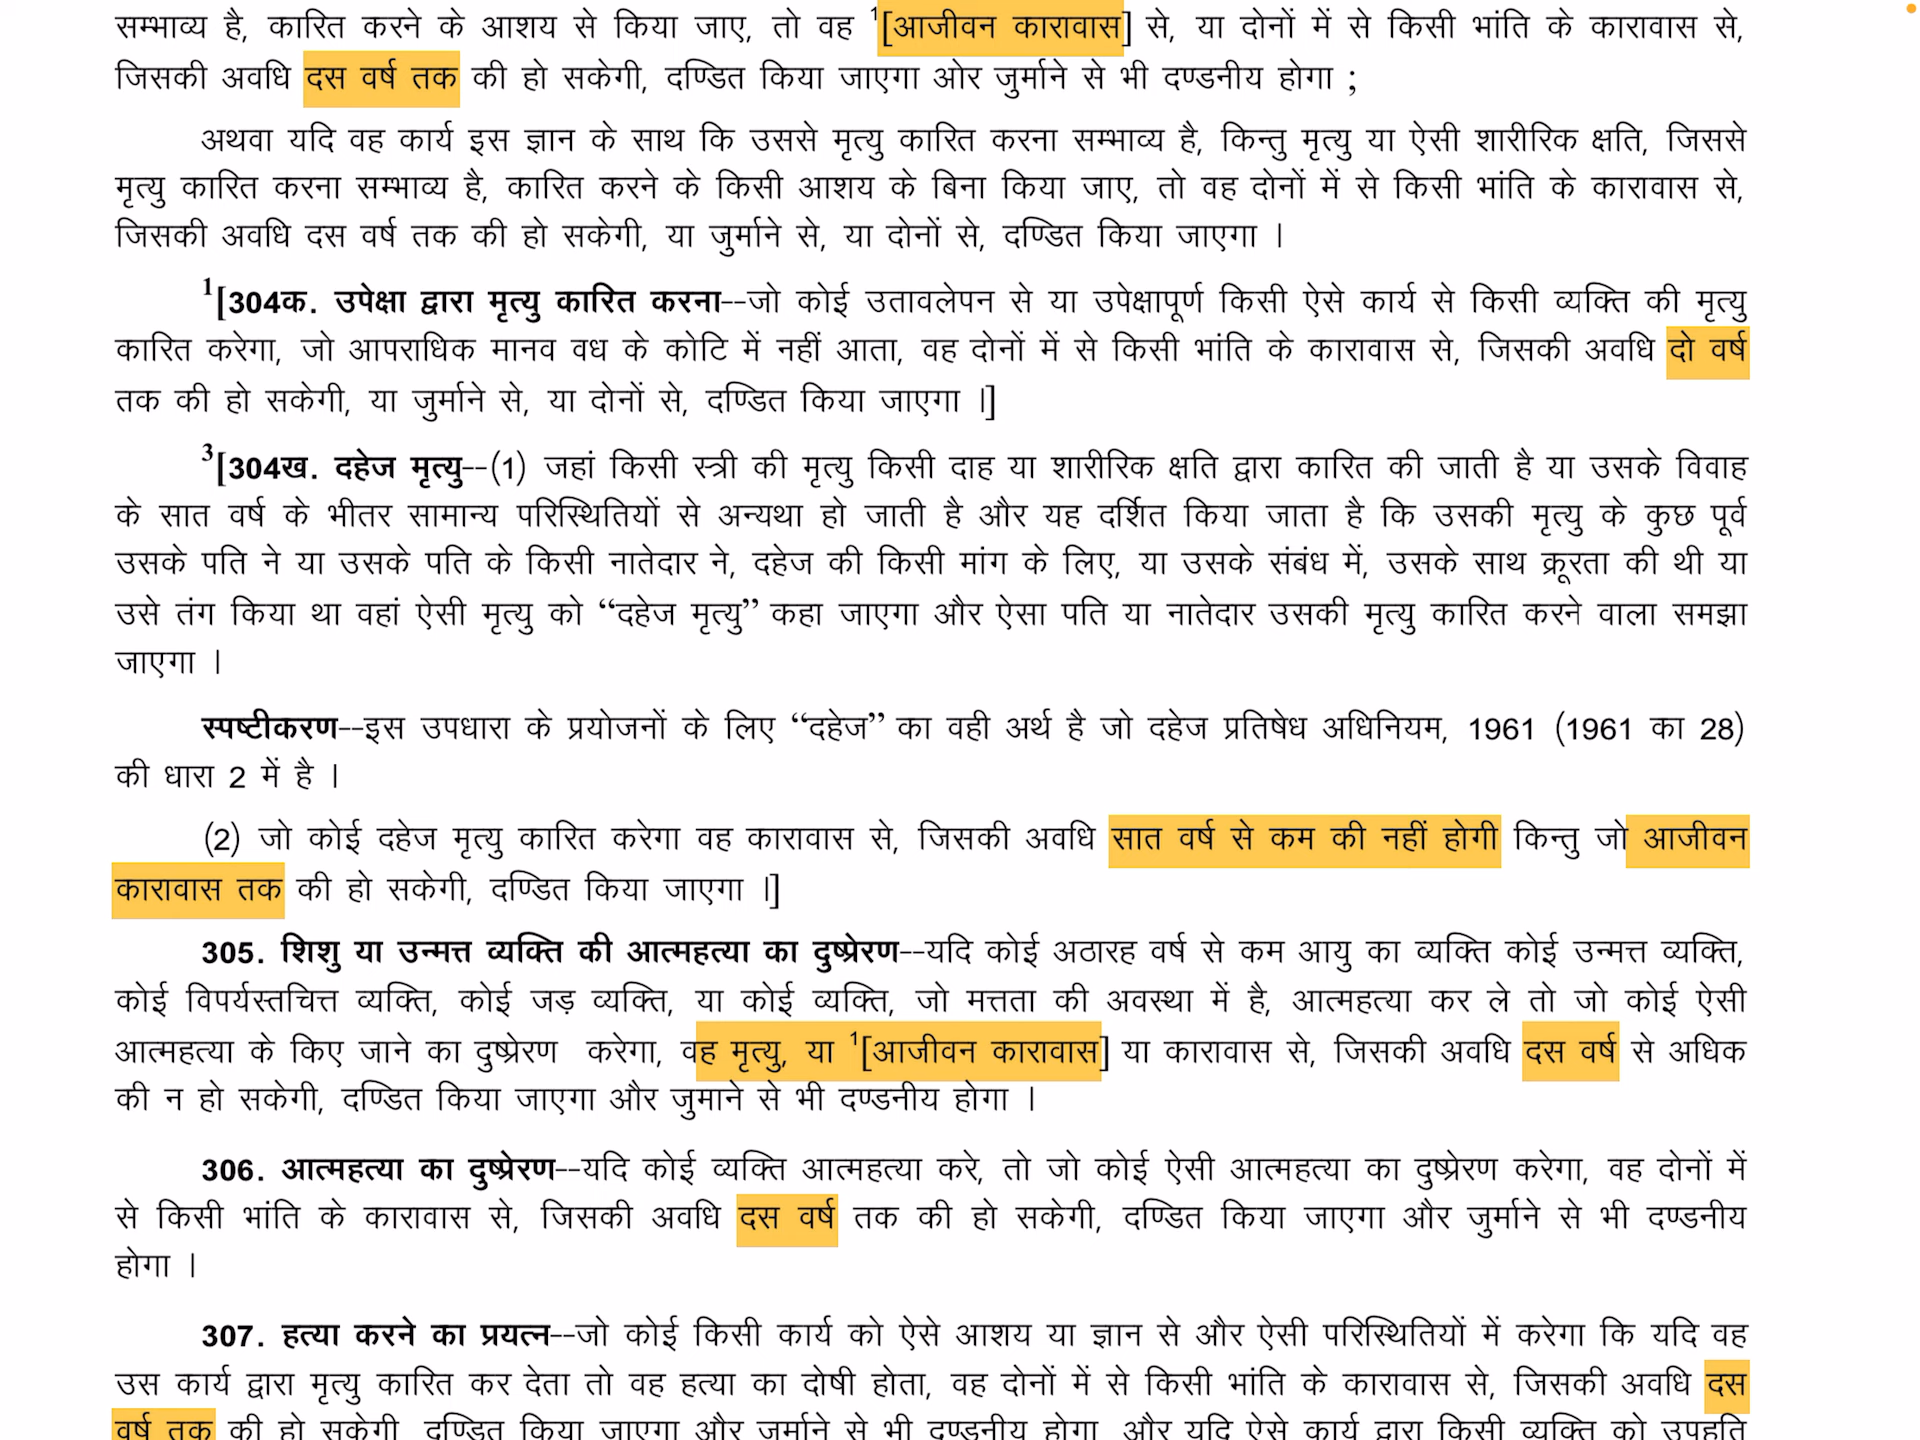 सम्भाव्य है, कारित करने के आशय से किया जाए, तो वह ¹[आजीवन कारावास] से, या दोनों में से किसी भांति के कारावास से,
जिसकी अवधि दस वर्ष तक की हो सकेगी, दण्डित किया जाएगा ओर जुर्माने से भी दण्डनीय होगा ;
अथवा यदि वह कार्य इस ज्ञान के साथ कि उससे मृत्यु कारित करना सम्भाव्य है, किन्तु मृत्यु या ऐसी शारीरिक क्षति, जिससे
मृत्यु कारित करना सम्भाव्य है, कारित करने के किसी आशय के बिना किया जाए, तो वह दोनों में से किसी भांति के कारावास से,
जिसकी अवधि दस वर्ष तक की हो सकेगी, या जुर्माने से, या दोनों से, दण्डित किया जाएगा ।
¹[304क. उपेक्षा द्वारा मृत्यु कारित करना--जो कोई उतावलेपन से या उपेक्षापूर्ण किसी ऐसे कार्य से किसी व्यक्ति की मृत्यु
कारित करेगा, जो आपराधिक मानव वध के कोटि में नहीं आता, वह दोनों में से किसी भांति के कारावास से, जिसकी अवधि दो वर्ष
तक की हो सकेगी, या जुर्माने से, या दोनों से, दण्डित किया जाएगा ।]
³[304ख. दहेज मृत्यु--(1) जहां किसी स्त्री की मृत्यु किसी दाह या शारीरिक क्षति द्वारा कारित की जाती है या उसके विवाह
के सात वर्ष के भीतर सामान्य परिस्थितियों से अन्यथा हो जाती है और यह दर्शित किया जाता है कि उसकी मृत्यु के कुछ पूर्व
उसके पति ने या उसके पति के किसी नातेदार ने, दहेज की किसी मांग के लिए, या उसके संबंध में, उसके साथ क्रूरता की थी या
उसे तंग किया था वहां ऐसी मृत्यु को “दहेज मृत्यु” कहा जाएगा और ऐसा पति या नातेदार उसकी मृत्यु कारित करने वाला समझा
जाएगा ।
स्पष्टीकरण--इस उपधारा के प्रयोजनों के लिए “दहेज” का वही अर्थ है जो दहेज प्रतिषेध अधिनियम, 1961 (1961 का 28)
की धारा 2 में है ।
(2) जो कोई दहेज मृत्यु कारित करेगा वह कारावास से, जिसकी अवधि सात वर्ष से कम की नहीं होगी किन्तु जो आजीवन
कारावास तक की हो सकेगी, दण्डित किया जाएगा ।]
305. शिशु या उन्मत्त व्यक्ति की आत्महत्या का दुष्प्रेरण--यदि कोई अठारह वर्ष से कम आयु का व्यक्ति कोई उन्मत्त व्यक्ति,
कोई विपर्यस्तचित्त व्यक्ति, कोई जड़ व्यक्ति, या कोई व्यक्ति, जो मत्तता की अवस्था में है, आत्महत्या कर ले तो जो कोई ऐसी
आत्महत्या के किए जाने का दुष्प्रेरण करेगा, वह मृत्यु, या ¹[आजीवन कारावास] या कारावास से, जिसकी अवधि दस वर्ष से अधिक
की न हो सकेगी, दण्डित किया जाएगा और जुमाने से भी दण्डनीय होगा ।
306. आत्महत्या का दुष्प्रेरण--यदि कोई व्यक्ति आत्महत्या करे, तो जो कोई ऐसी आत्महत्या का दुष्प्रेरण करेगा, वह दोनों में
से किसी भांति के कारावास से, जिसकी अवधि दस वर्ष तक की हो सकेगी, दण्डित किया जाएगा और जुर्माने से भी दण्डनीय
होगा ।
307. हत्या करने का प्रयत्न--जो कोई किसी कार्य को ऐसे आशय या ज्ञान से और ऐसी परिस्थितियों में करेगा कि यदि वह
उस कार्य द्वारा मृत्यु कारित कर देता तो वह हत्या का दोषी होता, वह दोनों में से किसी भांति के कारावास से, जिसकी अवधि दस
वर्ष तक की हो सकेगी, दण्डित किया जाएगा और जुर्माने से भी दण्डनीय होगा, और यदि ऐसे कार्य द्वारा किसी व्यक्ति को उपहति